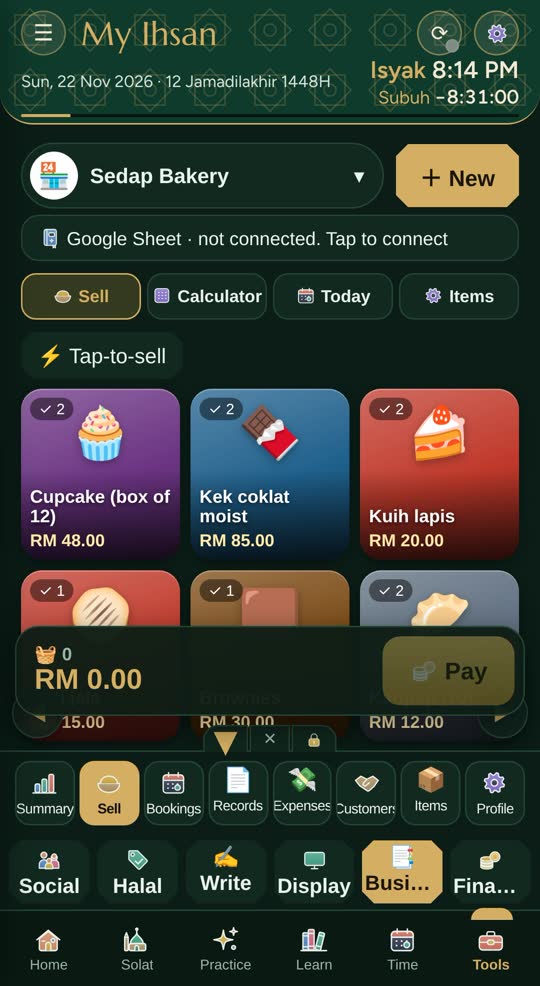 My Ihsan
Sun, 22 Nov 2026 · 12 Jamadilakhir 1448H
Isyak 8:14 PM
Subuh −8:31:00
24
Sedap Bakery
+ New
Google Sheet · not connected. Tap to connect
Sell
Calculator
Today
Items
Tap-to-sell
✓ 2
✓ 2
✓ 2
Cupcake (box of 12)
RM 48.00
Kek coklat moist
RM 85.00
Kuih lapis
RM 20.00
✓ 1
✓ 1
✓ 2
Brownies
15.00
RM 30.00
RM 12.00
0
RM 0.00
Pay
Summary
Sell
Bookings
Records
Expenses
Customers
Items
Profile
Social
Halal
Write
Display
Busi...
Fina...
Home
Solat
Practice
Learn
Time
Tools